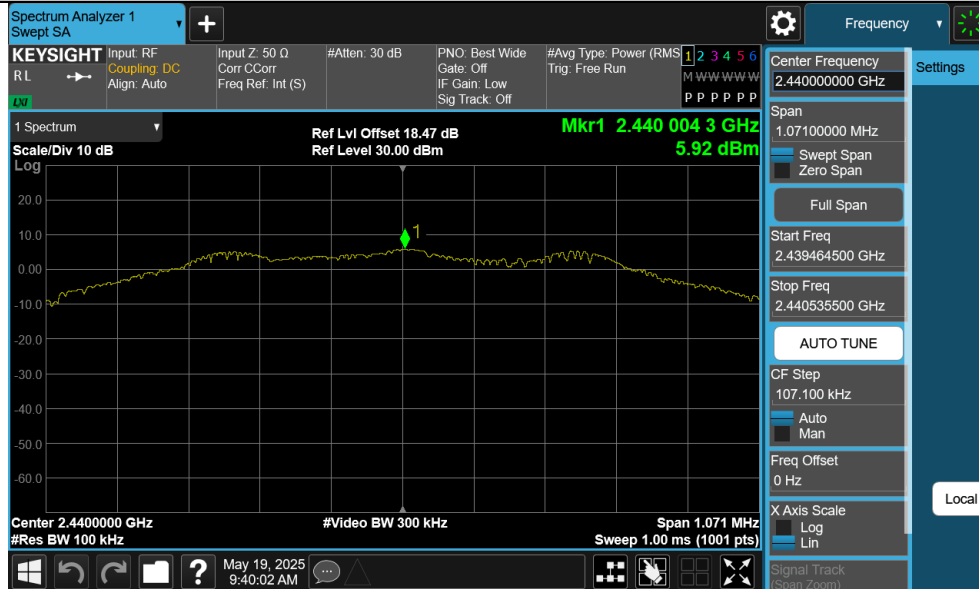 Spectrum Analyzer 1
Swept SA
+
Frequency
KEYSIGHT
RL
LXI
Input: RF
Coupling: DC
Align: Auto
Input Z: 50 Ω
Corr CCorr
Freq Ref: Int (S)
#Atten: 30 dB
PNO: Best Wide
Gate: Off
IF Gain: Low
Sig Track: Off
#Avg Type: Power (RMS
Trig: Free Run
1 2 3 4 5 6
M W W W W W
P P P P P P
1 Spectrum
Scale/Div 10 dB
Log
Ref Lvl Offset 18.47 dB
Ref Level 30.00 dBm
Mkr1 2.440 004 3 GHz
5.92 dBm
20.0
10.0
0.00
-10.0
-20.0
-30.0
-40.0
-50.0
-60.0
1
Center 2.4400000 GHz
#Res BW 100 kHz
#Video BW 300 kHz
Span 1.071 MHz
Sweep 1.00 ms (1001 pts)
Center Frequency
2.440000000 GHz
Span
1.07100000 MHz
Swept Span
Zero Span
Full Span
Start Freq
2.439464500 GHz
Stop Freq
2.440535500 GHz
AUTO TUNE
CF Step
107.100 kHz
Auto
Man
Freq Offset
0 Hz
X Axis Scale
Log
Lin
Signal Track
(Span Zoom)
Settings
Local
?
May 19, 2025
9:40:02 AM